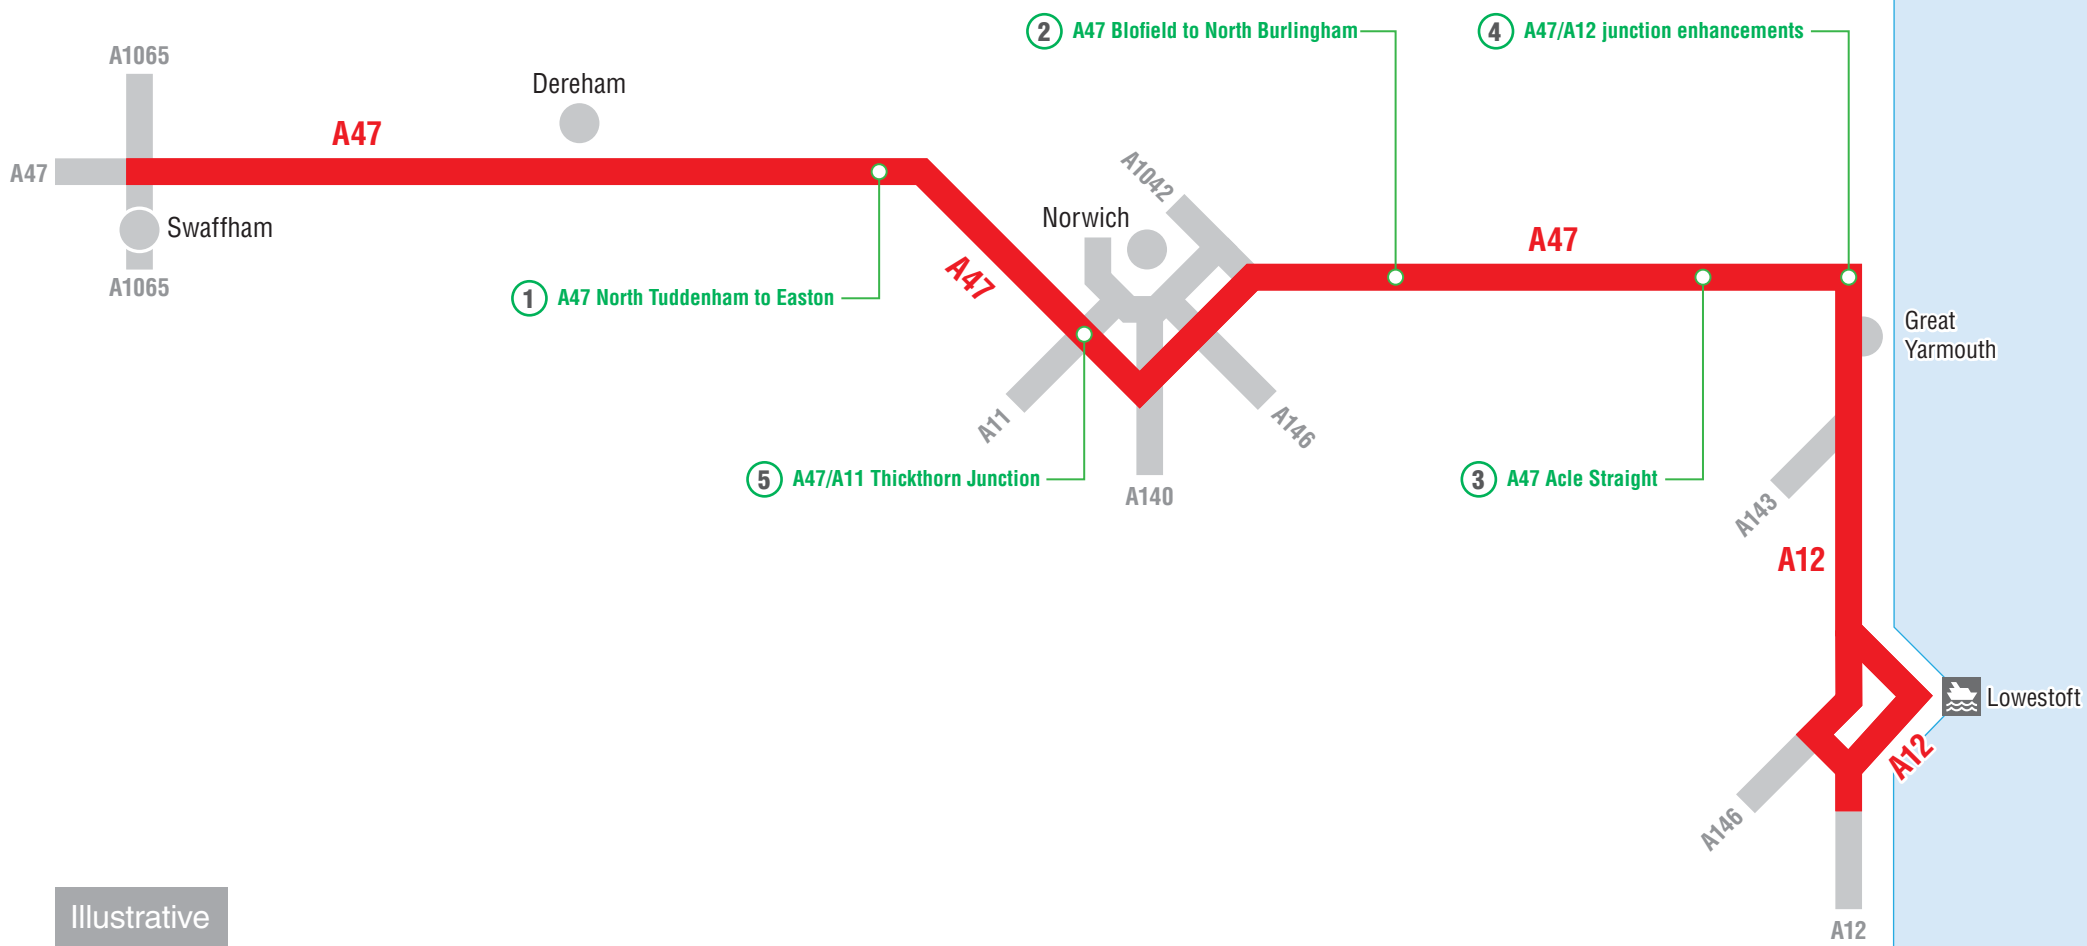 2 A47 Blofield to North Burlingham
4 A47/A12 junction enhancements
A1065
Dereham
A47
A47
A1042
Norwich
Swaffham
A47
A47
A1065
1 A47 North Tuddenham to Easton
Great
Yarmouth
A11
A146
5 A47/A11 Thickthorn Junction
A140
3 A47 Acle Straight
A143
A12
Lowestoft
A12
A146
Illustrative
A12